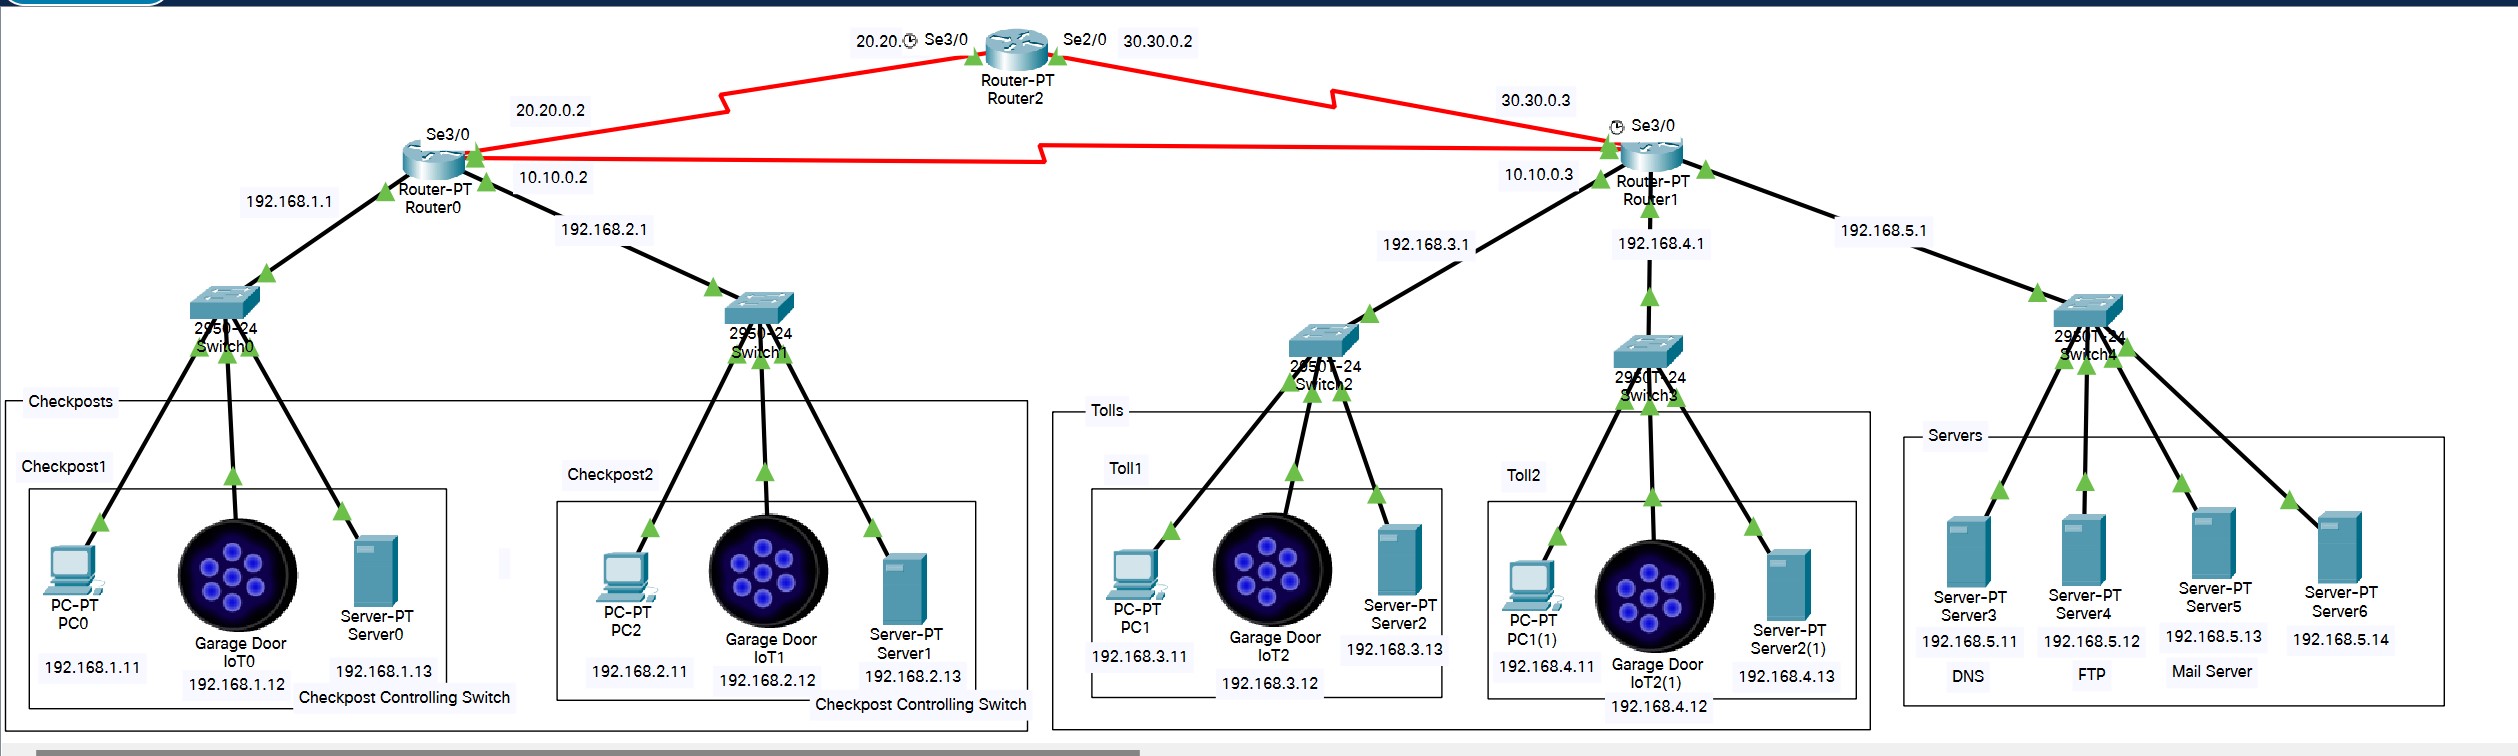 20.20.
Se3/0
Se2/0
30.30.0.2
Router-PT
Router2
20.20.0.2
30.30.0.3
Se3/0
Se3/0
10.10.0.2
10.10.0.3
Router-PT
Router0
Router-PT
Router1
192.168.1.1
192.168.2.1
192.168.3.1
192.168.4.1
192.168.5.1
2950-24
Switch0
2950-24
Switch1
2950T-24
Switch2
2950T-24
Switch3
2950T-24
Switch4
Checkposts
Checkpost1
PC-PT
PC0
192.168.1.11
Garage Door
IoT0
192.168.1.12
Server-PT
Server0
192.168.1.13
Checkpost Controlling Switch
Checkpost2
PC-PT
PC2
192.168.2.11
Garage Door
IoT1
192.168.2.12
Server-PT
Server1
192.168.2.13
Checkpost Controlling Switch
Tolls
Toll1
PC-PT
PC1
192.168.3.11
Garage Door
IoT2
192.168.3.12
Server-PT
Server2
192.168.3.13
Toll2
PC-PT
PC1(1)
192.168.4.11
Garage Door
IoT2(1)
192.168.4.12
Server-PT
Server2(1)
192.168.4.13
Servers
Server-PT
Server3
192.168.5.11
DNS
Server-PT
Server4
192.168.5.12
FTP
Server-PT
Server5
192.168.5.13
Mail Server
Server-PT
Server6
192.168.5.14